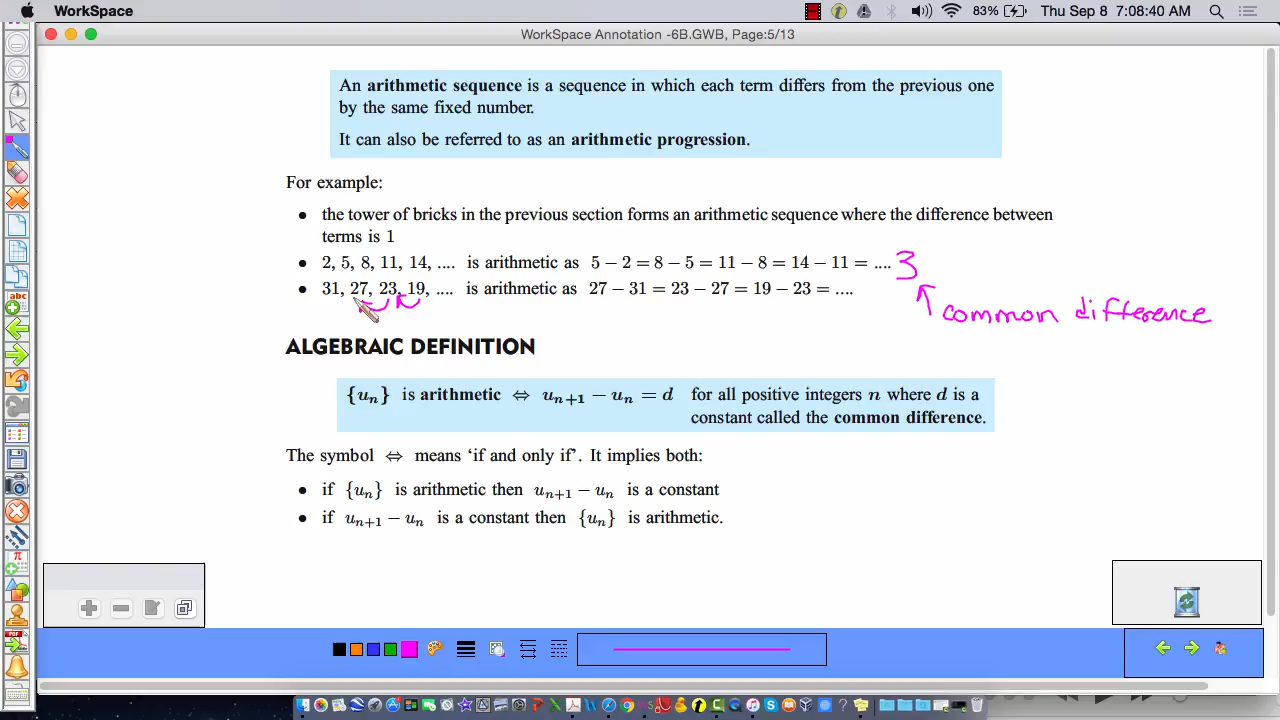 WorkSpace
83%
Thu Sep 8 7:08:40 AM
WorkSpace Annotation -6B.GWB, Page:5/13
An arithmetic sequence is a sequence in which each term differs from the previous one
by the same fixed number.
It can also be referred to as an arithmetic progression.
For example:
• the tower of bricks in the previous section forms an arithmetic sequence where the difference between
terms is 1
• 2, 5, 8, 11, 14, .... is arithmetic as 5 − 2 = 8 − 5 = 11 − 8 = 14 − 11 = .... 3
• 31, 27, 23, 19, .... is arithmetic as 27 − 31 = 23 − 27 = 19 − 23 = ....
common difference
ALGEBRAIC DEFINITION
{uₙ} is arithmetic ⇔ uₙ₊₁ − uₙ = d for all positive integers n where d is a
constant called the common difference.
The symbol ⇔ means ‘if and only if’. It implies both:
• if {uₙ} is arithmetic then uₙ₊₁ − uₙ is a constant
• if uₙ₊₁ − uₙ is a constant then {uₙ} is arithmetic.